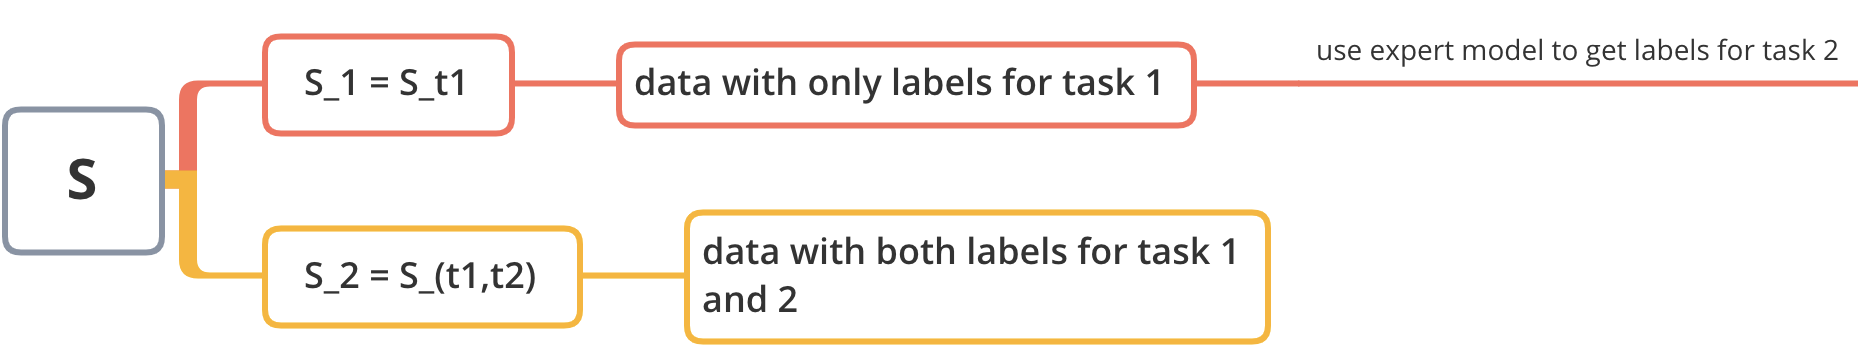 S
S_1 = S_t1
data with only labels for task 1
use expert model to get labels for task 2
S_2 = S_(t1,t2)
data with both labels for task 1
and 2